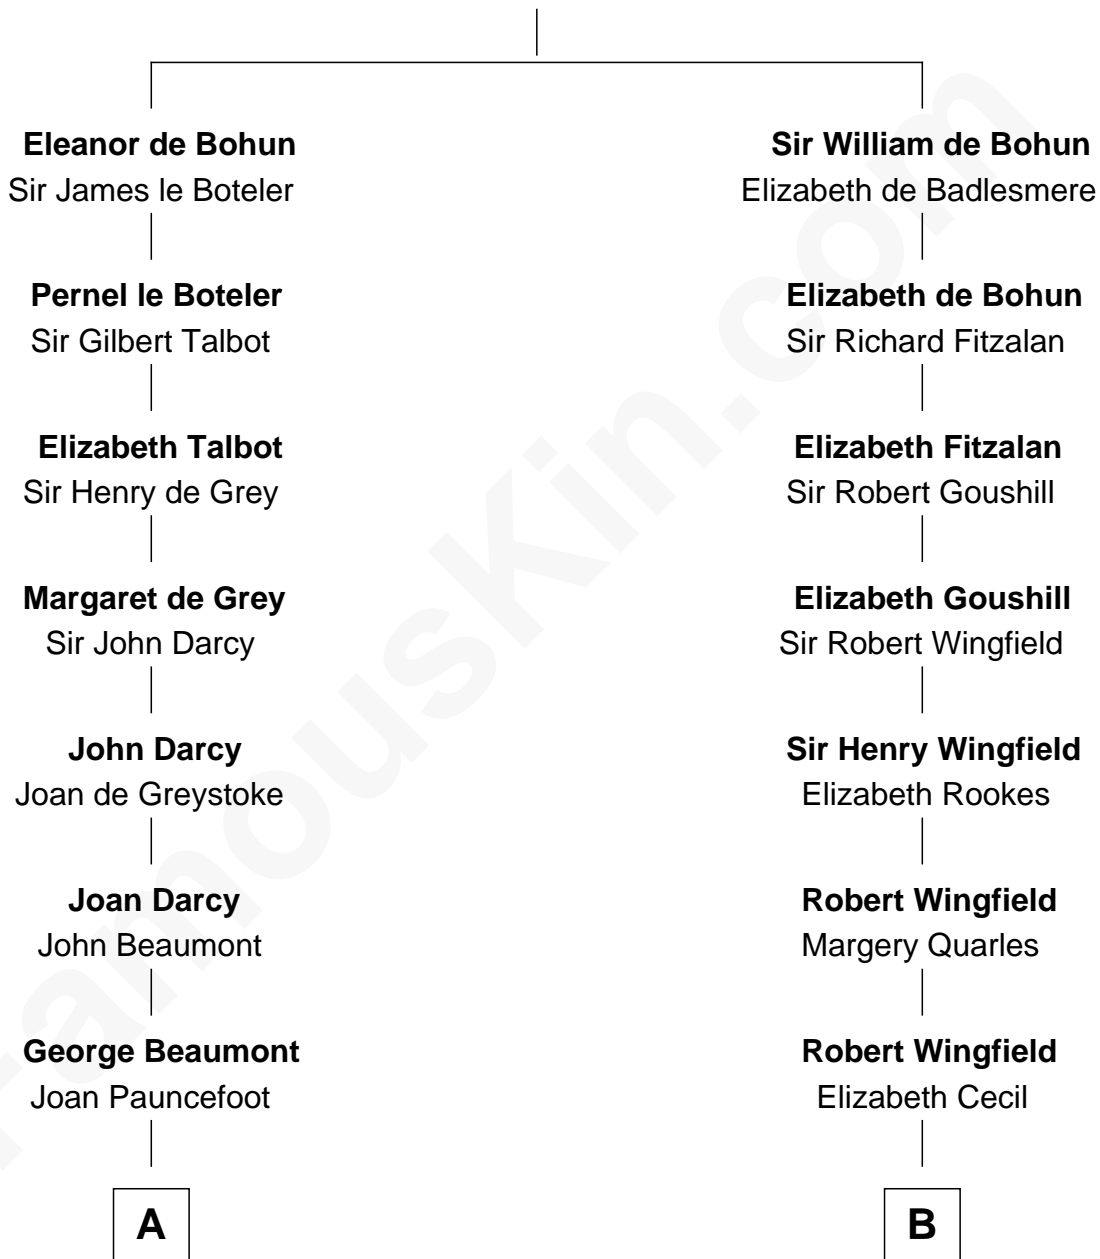 Eleanor de Bohun
Sir James le Boteler
Pernel le Boteler
Sir Gilbert Talbot
Elizabeth Talbot
Sir Henry de Grey
Margaret de Grey
Sir John Darcy
John Darcy
Joan de Greystoke
Joan Darcy
John Beaumont
George Beaumont
Joan Pauncefoot
A
Sir William de Bohun
Elizabeth de Badlesmere
Elizabeth de Bohun
Sir Richard Fitzalan
Elizabeth Fitzalan
Sir Robert Goushill
Elizabeth Goushill
Sir Robert Wingfield
Sir Henry Wingfield
Elizabeth Rookes
Robert Wingfield
Margery Quarles
Robert Wingfield
Elizabeth Cecil
B
FamousKin.com